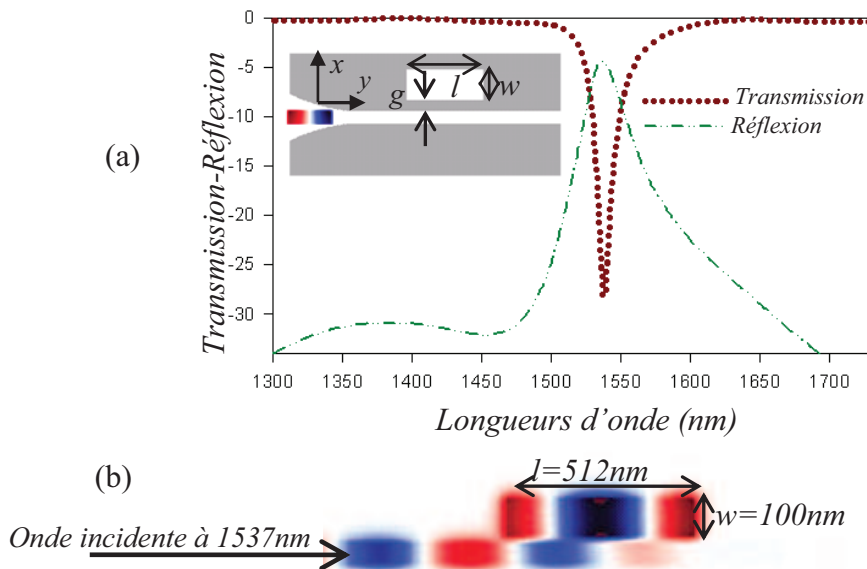 (a)
Transmission-Réflexion
0
-5
-10
-15
-20
-25
-30
x
y
g
l
w
Transmission
Réflexion
1300 1350 1400 1450 1500 1550 1600 1650 1700
Longueurs d'onde (nm)
(b)
l=512nm
w=100nm
Onde incidente à 1537nm